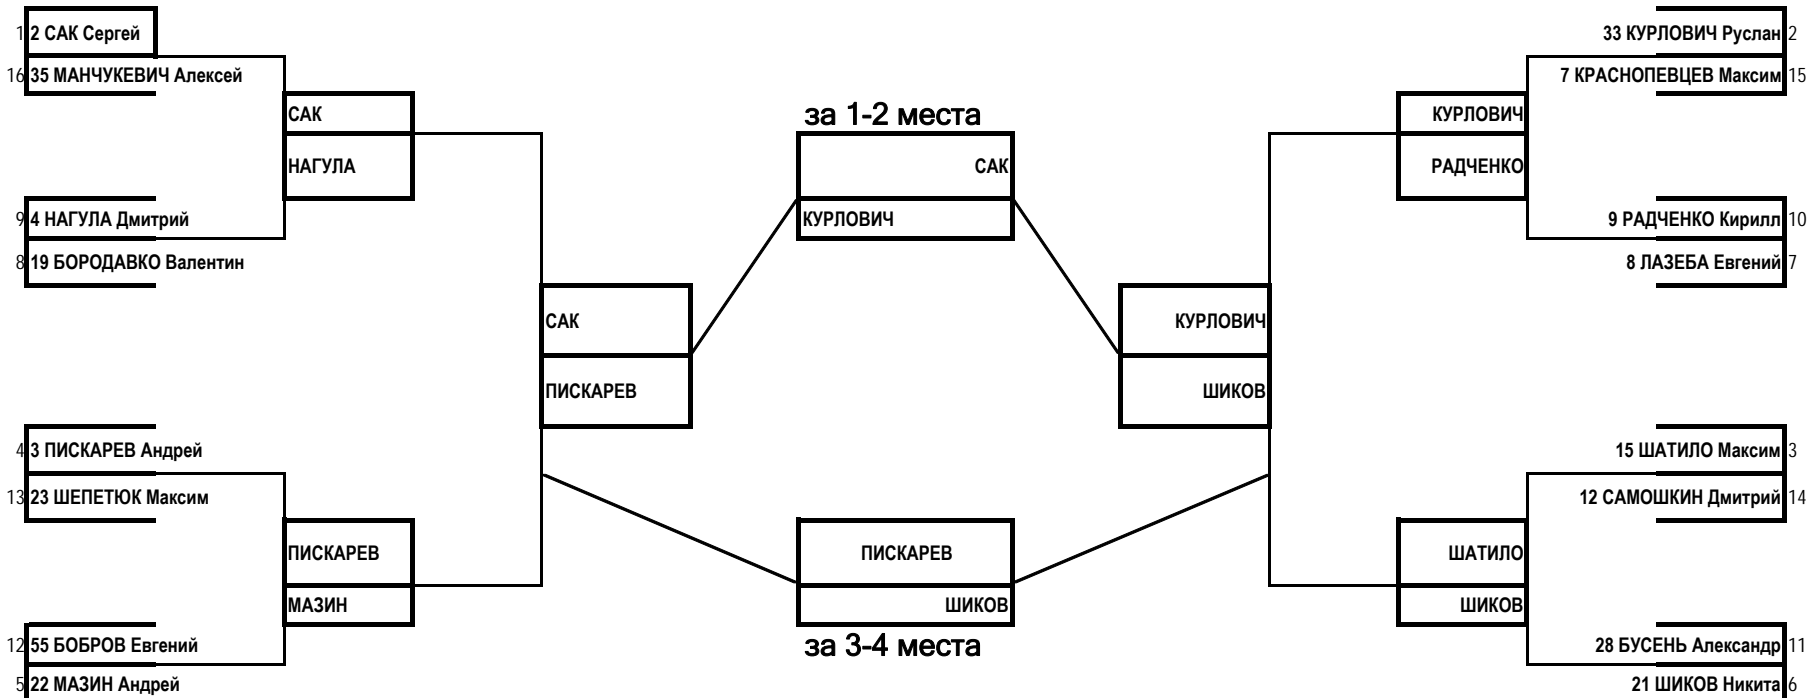 1 2 САК Сергей
16 35 МАНЧУКЕВИЧ Алексей
САК
НАГУЛА
9 4 НАГУЛА Дмитрий
8 19 БОРОДАВКО Валентин
САК
ПИСКАРЕВ
4 3 ПИСКАРЕВ Андрей
13 23 ШЕПЕТЮК Максим
ПИСКАРЕВ
МАЗИН
12 55 БОБРОВ Евгений
5 22 МАЗИН Андрей
за 1-2 места
САК
КУРЛОВИЧ
ПИСКАРЕВ
ШИКОВ
за 3-4 места
33 КУРЛОВИЧ Руслан 2
7 КРАСНОПЕВЦЕВ Максим 15
КУРЛОВИЧ
РАДЧЕНКО
9 РАДЧЕНКО Кирилл 10
8 ЛАЗЕБА Евгений 7
КУРЛОВИЧ
ШИКОВ
15 ШАТИЛО Максим 3
12 САМОШКИН Дмитрий 14
ШАТИЛО
ШИКОВ
28 БУСЕНЬ Александр 11
21 ШИКОВ Никита 6